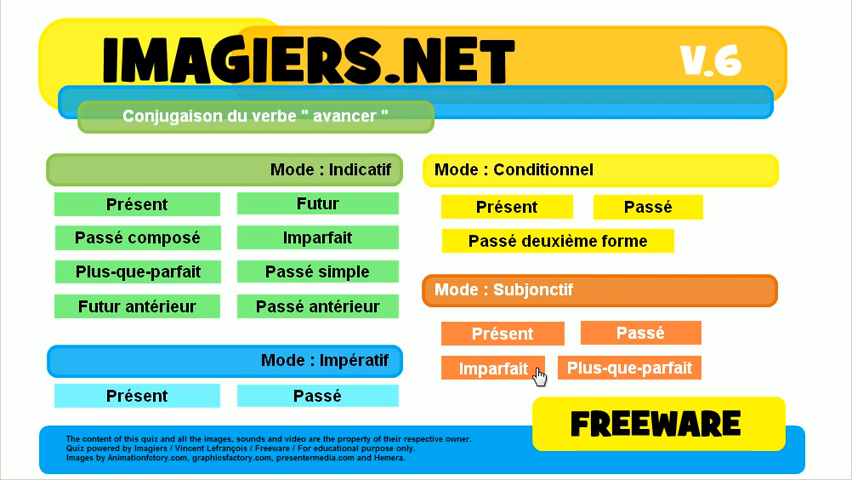 IMAGIERS.NET
V.6
Conjugaison du verbe " avancer "
Mode : Indicatif
Présent
Futur
Passé composé
Imparfait
Plus-que-parfait
Passé simple
Futur antérieur
Passé antérieur
Mode : Impératif
Présent
Passé
Mode : Conditionnel
Présent
Passé
Passé deuxième forme
Mode : Subjonctif
Présent
Passé
Imparfait
Plus-que-parfait
FREEWARE
The content of this quiz and all the images, sounds and video are the property of their respective owner.
Quiz powered by Imagiers / Vincent Lefrançois / Freeware / For educational purpose only.
Images by Animationfctory.com, graphicsfactory.com, presentermedia.com and Hemera.